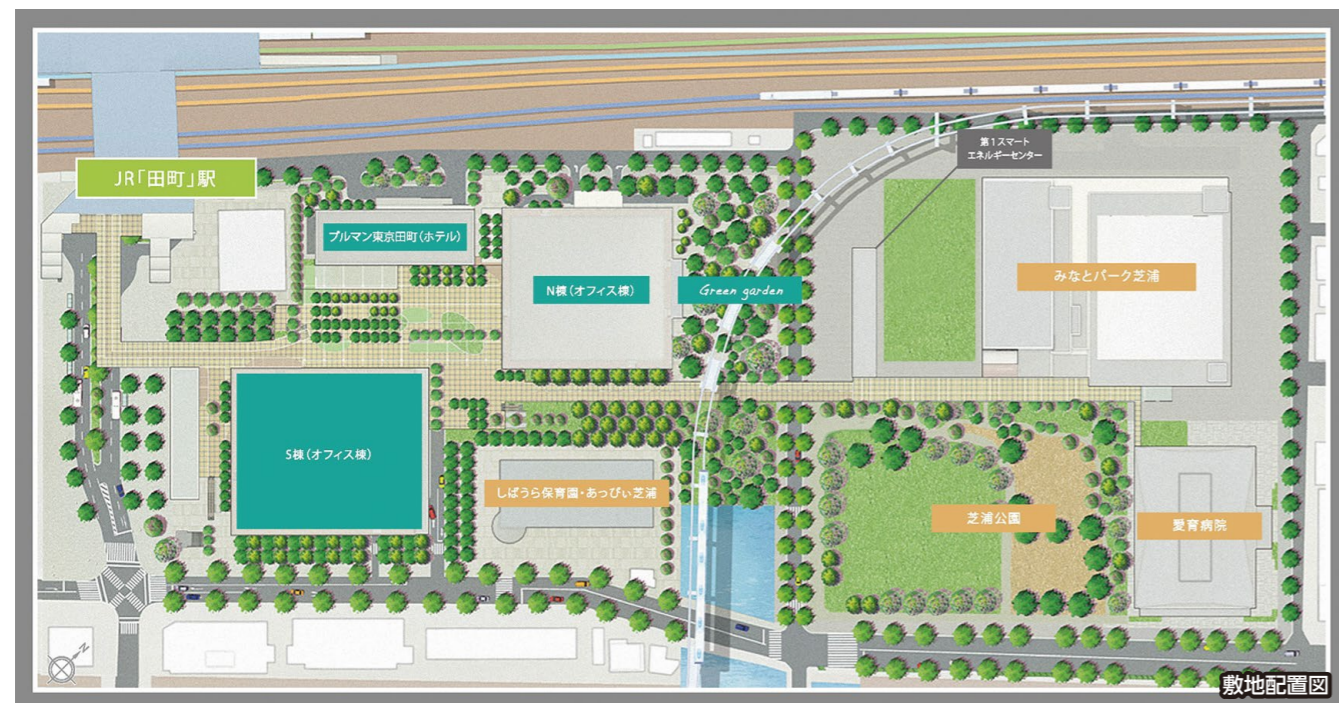 第1スマート
エネルギーセンター
JR「田町」駅
プルマン東京田町(ホテル)
N棟(オフィス棟)
Green garden
みなとパーク芝浦
S棟(オフィス棟)
しばうら保育園・あっぴぃ芝浦
芝浦公園
愛育病院
N
敷地配置図